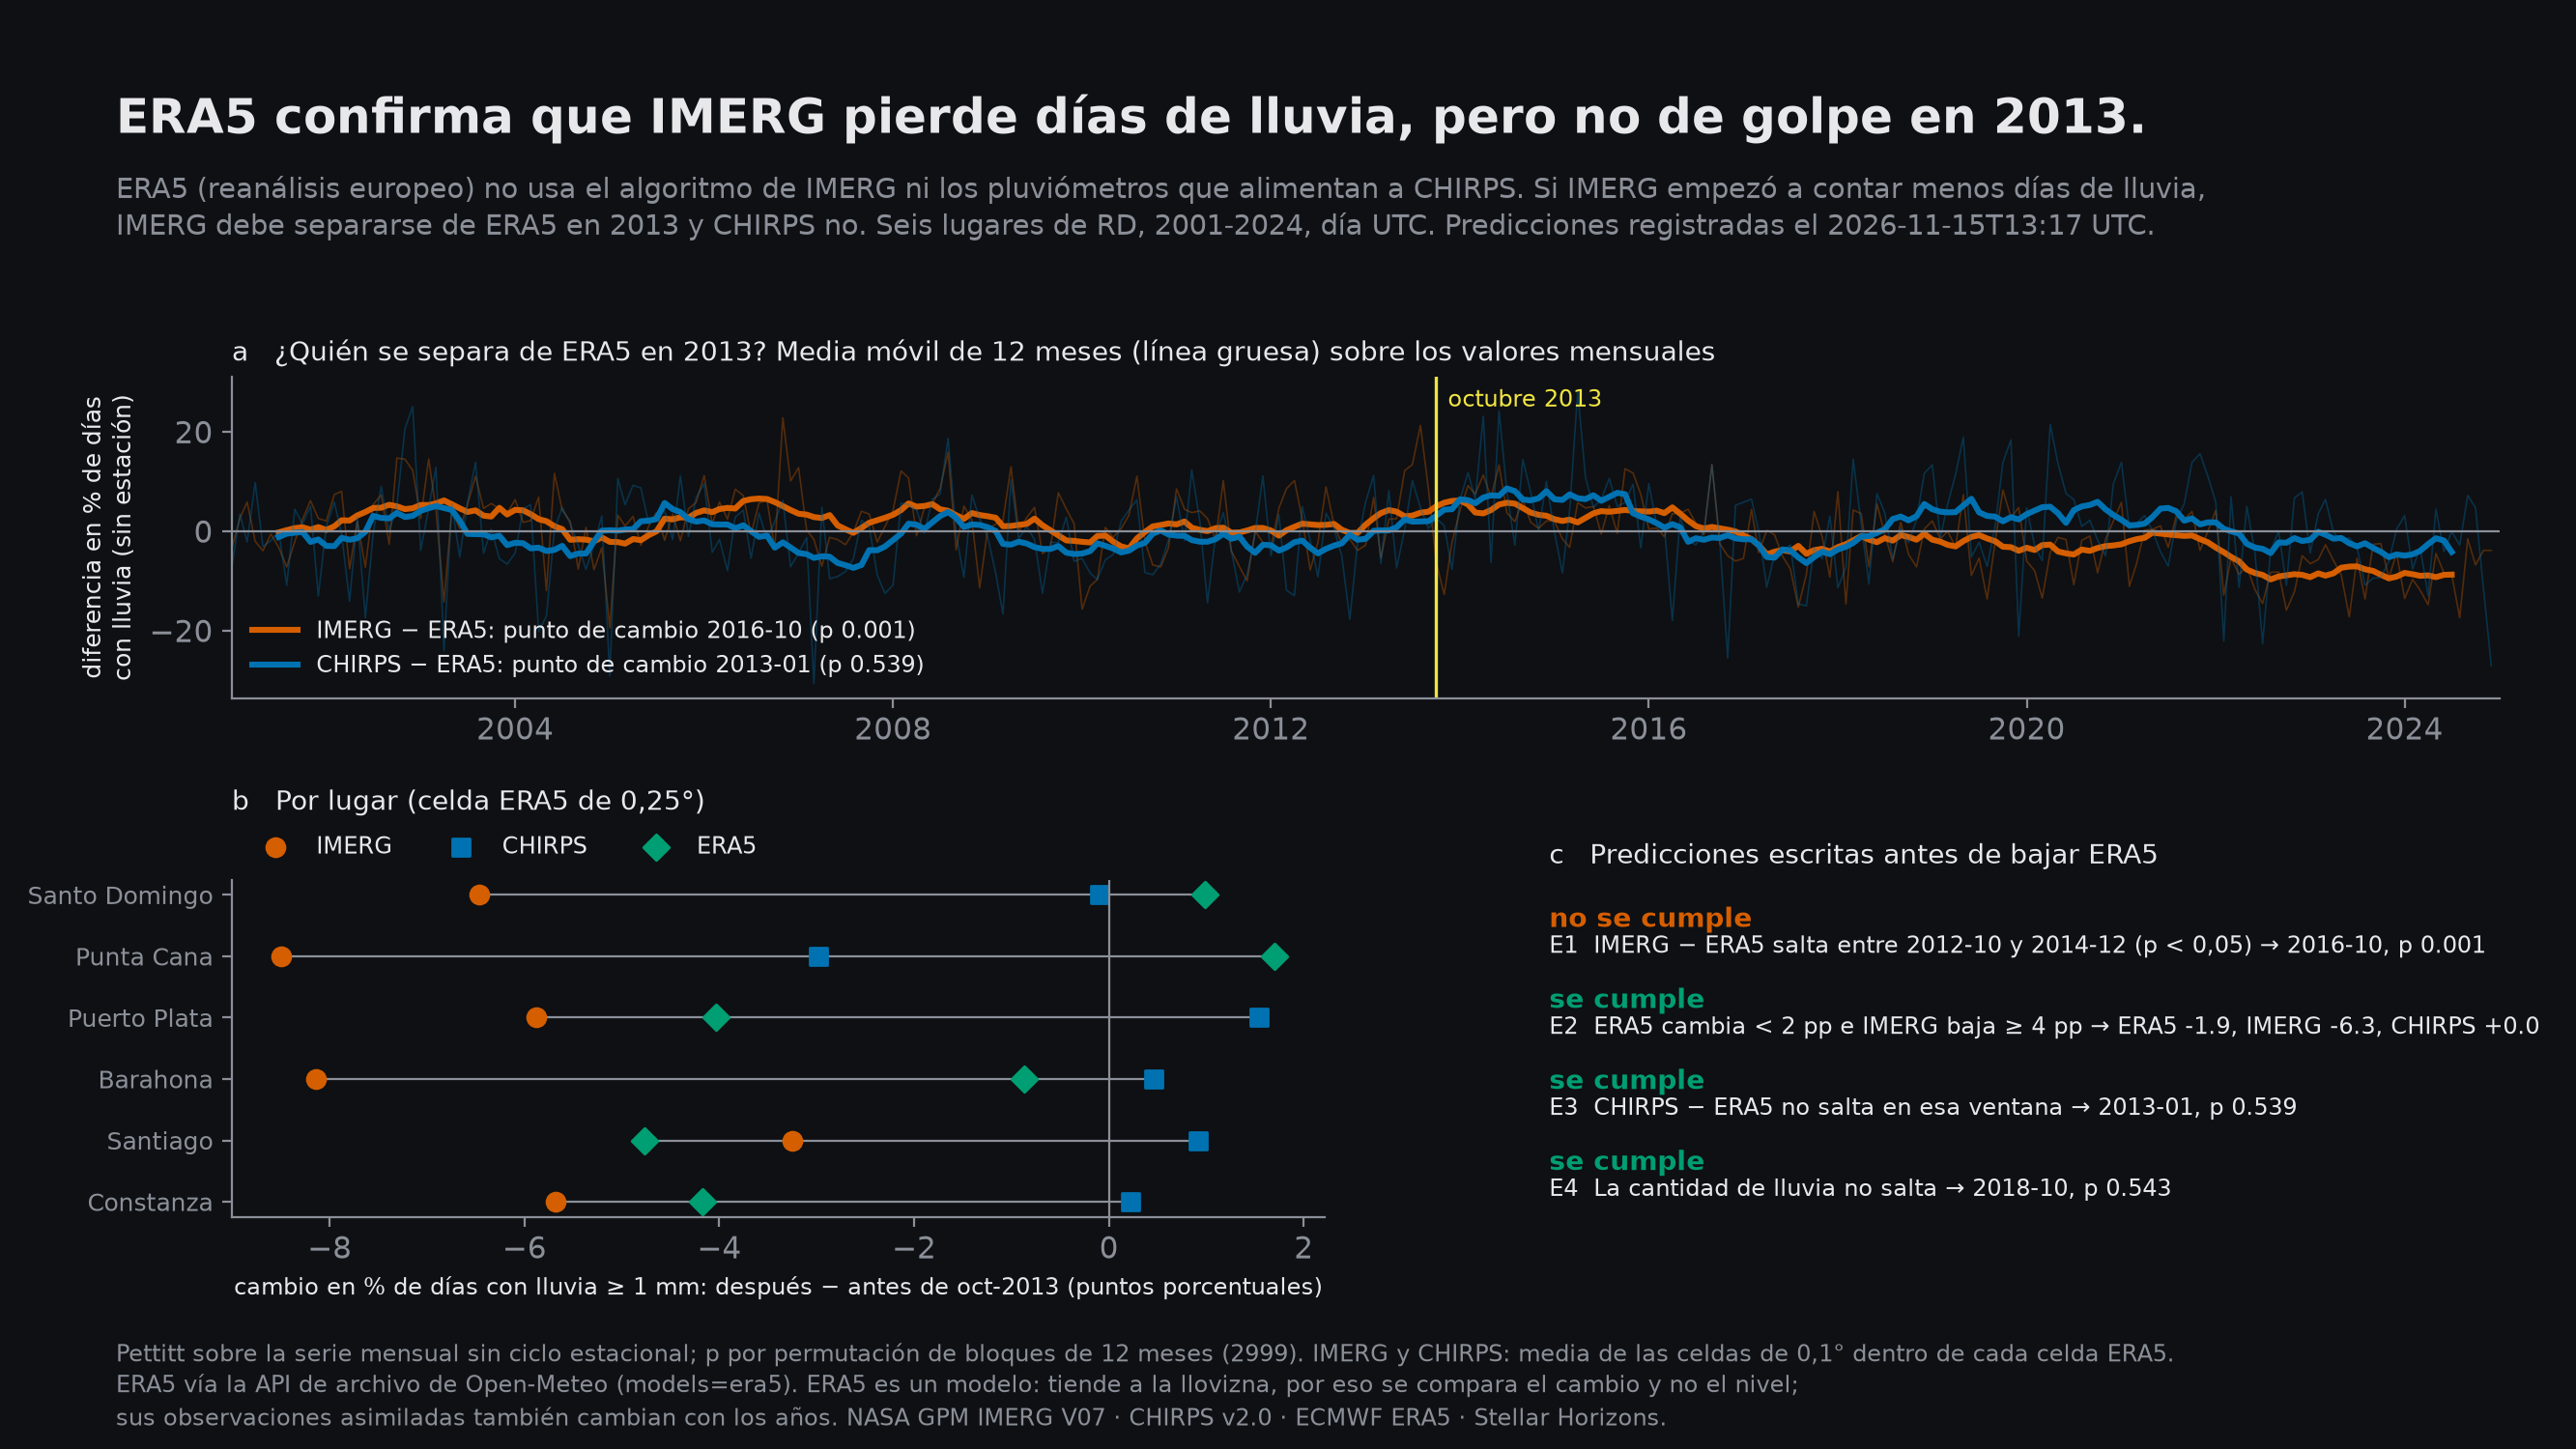 ERA5 confirma que IMERG pierde días de lluvia, pero no de golpe en 2013.
ERA5 (reanálisis europeo) no usa el algoritmo de IMERG ni los pluviómetros que alimentan a CHIRPS. Si IMERG empezó a contar menos días de lluvia,
IMERG debe separarse de ERA5 en 2013 y CHIRPS no. Seis lugares de RD, 2001-2024, día UTC. Predicciones registradas el 2026-11-15T13:17 UTC.
a ¿Quién se separa de ERA5 en 2013? Media móvil de 12 meses (línea gruesa) sobre los valores mensuales
diferencia en % de días
con lluvia (sin estación)
20
0
−20
octubre 2013
IMERG − ERA5: punto de cambio 2016-10 (p 0.001)
CHIRPS − ERA5: punto de cambio 2013-01 (p 0.539)
2004 2008 2012 2016 2020 2024
b Por lugar (celda ERA5 de 0,25°)
IMERG CHIRPS ERA5
Santo Domingo
Punta Cana
Puerto Plata
Barahona
Santiago
Constanza
−8 −6 −4 −2 0 2
cambio en % de días con lluvia ≥ 1 mm: después − antes de oct-2013 (puntos porcentuales)
c Predicciones escritas antes de bajar ERA5
no se cumple
E1 IMERG − ERA5 salta entre 2012-10 y 2014-12 (p < 0,05) → 2016-10, p 0.001
se cumple
E2 ERA5 cambia < 2 pp e IMERG baja ≥ 4 pp → ERA5 -1.9, IMERG -6.3, CHIRPS +0.0
se cumple
E3 CHIRPS − ERA5 no salta en esa ventana → 2013-01, p 0.539
se cumple
E4 La cantidad de lluvia no salta → 2018-10, p 0.543
Pettitt sobre la serie mensual sin ciclo estacional; p por permutación de bloques de 12 meses (2999). IMERG y CHIRPS: media de las celdas de 0,1° dentro de cada celda ERA5.
ERA5 vía la API de archivo de Open-Meteo (models=era5). ERA5 es un modelo: tiende a la llovizna, por eso se compara el cambio y no el nivel;
sus observaciones asimiladas también cambian con los años. NASA GPM IMERG V07 · CHIRPS v2.0 · ECMWF ERA5 · Stellar Horizons.